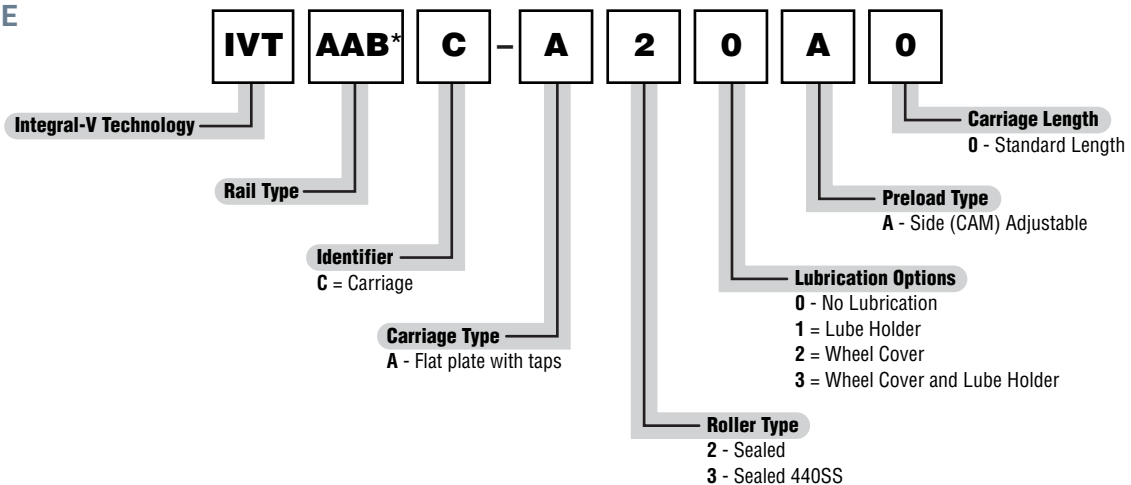 E
IVT AAB* C – A 2 0 A 0
Integral-V Technology
Carriage Length
0 - Standard Length
Rail Type
Preload Type
A - Side (CAM) Adjustable
Identifier
C = Carriage
Lubrication Options
0 - No Lubrication
1 = Lube Holder
2 = Wheel Cover
3 = Wheel Cover and Lube Holder
Carriage Type
A - Flat plate with taps
Roller Type
2 - Sealed
3 - Sealed 440SS